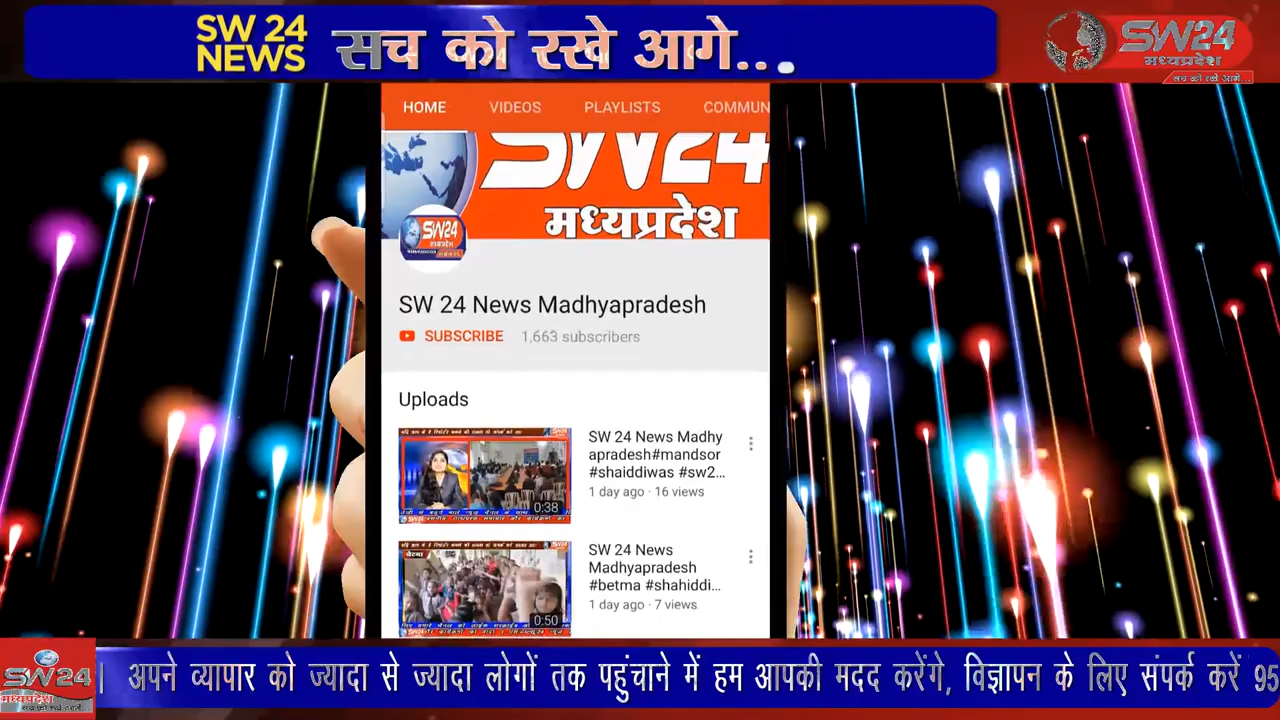 SW 24
NEWS
सच को रखे आगे...
SW24
मध्यप्रदेश
सच को रखे आगे...
HOME VIDEOS PLAYLISTS COMMUN
SW24
मध्यप्रदेश
SW24
SW 24 News Madhyapradesh
SUBSCRIBE 1,663 subscribers
Uploads
SW 24 News Madhy
apradesh#mandsor
#shaiddiwas #sw2...
1 day ago · 16 views
0:38
SW 24 News
Madhyapradesh
#betma #shahiddi...
1 day ago · 7 views
बेटमा
0:50
SW24
मध्यप्रदेश
। अपने व्यापार को ज्यादा से ज्यादा लोगों तक पहुंचाने में हम आपकी मदद करेंगे, विज्ञापन के लिए संपर्क करें 95